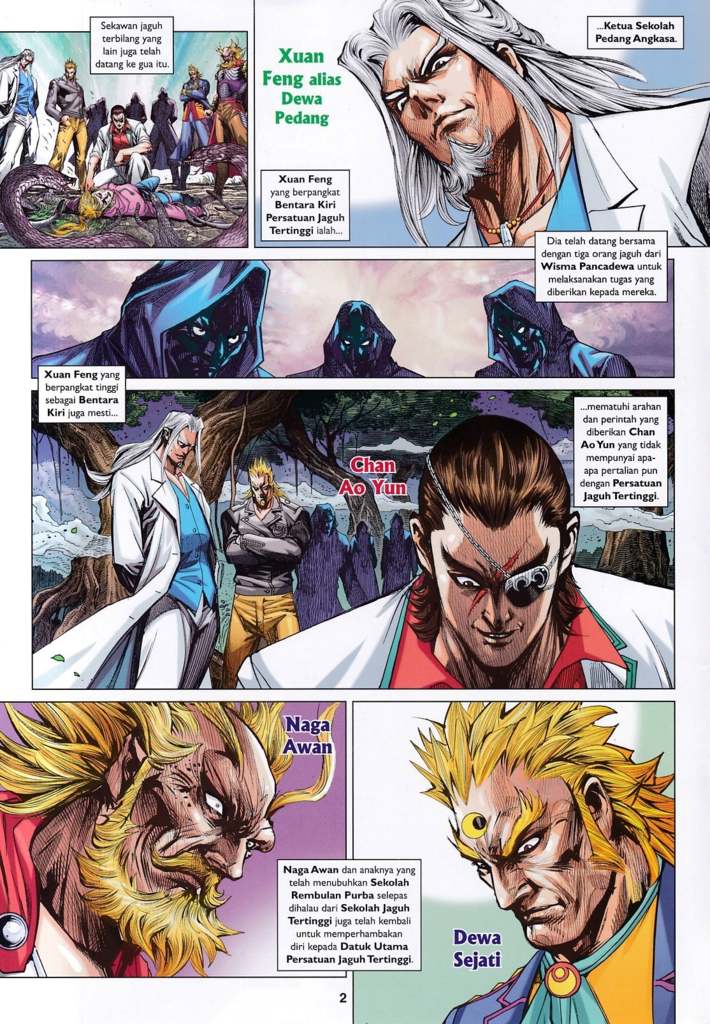 Sekawan jaguh
terbilang yang
lain juga telah
datang ke gua itu.
Xuan
Feng alias
Dewa
Pedang
...Ketua Sekolah
Pedang Angkasa.
Xuan Feng
yang berpangkat
Bentara Kiri
Persatuan Jaguh
Tertinggi ialah...
Dia telah datang bersama
dengan tiga orang jaguh dari
Wisma Pancadewa untuk
melaksanakan tugas yang
diberikan kepada mereka.
Xuan Feng yang
berpangkat tinggi
sebagai Bentara
Kiri juga mesti...
Chan
Ao Yun
...mematuhi arahan
dan perintah yang
diberikan Chan
Ao Yun yang tidak
mempunyai apa-
apa pertalian pun
dengan Persatuan
Jaguh Tertinggi.
Naga
Awan
Naga Awan dan anaknya yang
telah menubuhkan Sekolah
Rembulan Purba selepas
dihalau dari Sekolah Jaguh
Tertinggi juga telah kembali
untuk memperhambakan
diri kepada Datuk Utama
Persatuan Jaguh Tertinggi.
Dewa
Sejati
2